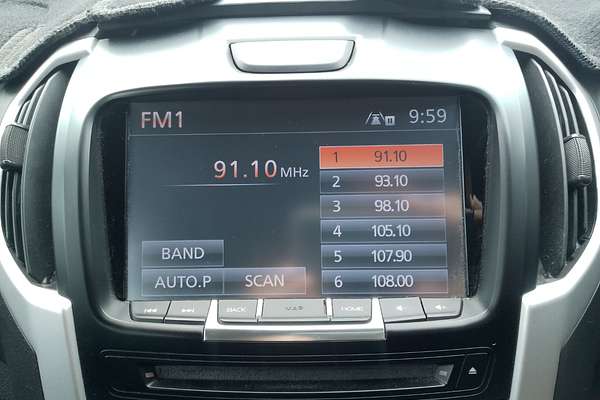 FM1
9:59
91.10 MHz
1 91.10
2 93.10
3 98.10
4 105.10
5 107.90
6 108.00
BAND
AUTO.P
SCAN
BACK
MAP
HOME